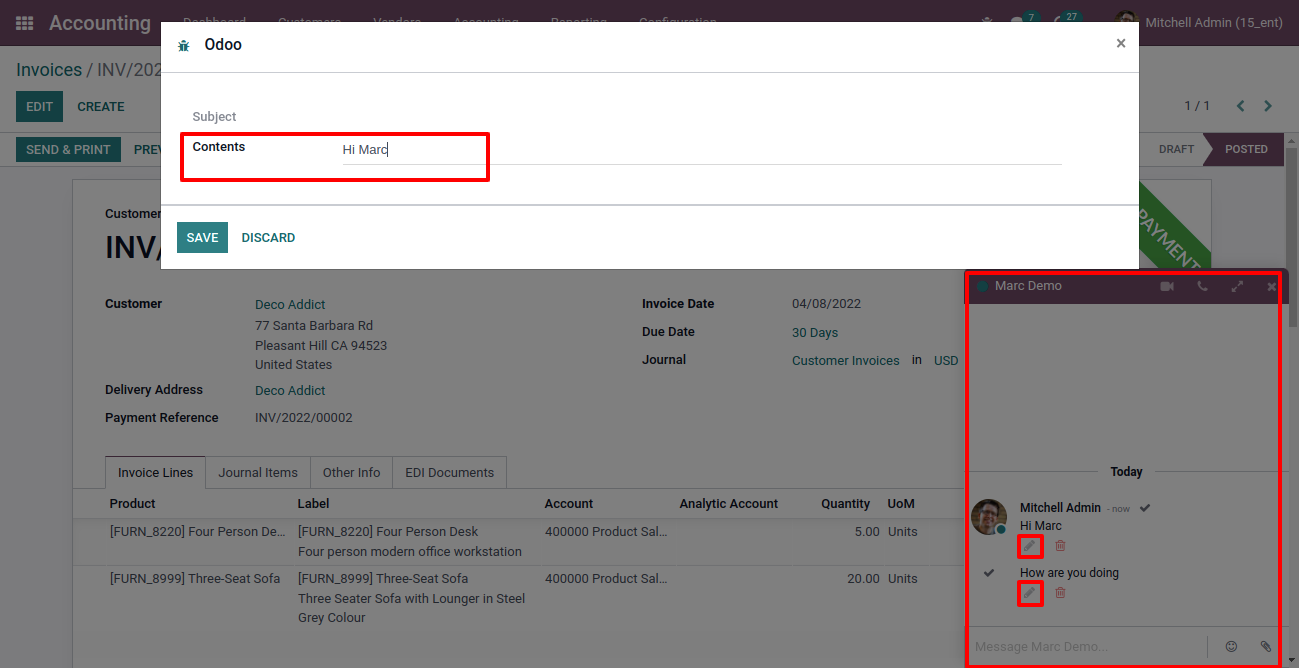 Accounting
Dashboard Customers Vendors Accounting Reporting Configuration
7 27 Mitchell Admin (15_ent)
Odoo ×
Invoices / INV/202
EDIT CREATE
1 / 1
Subject
Contents Hi Marc
SEND & PRINT PREV
DRAFT POSTED
SAVE DISCARD
Customer
INV/
PAYMENT
Customer Deco Addict
77 Santa Barbara Rd
Pleasant Hill CA 94523
United States
Delivery Address Deco Addict
Payment Reference INV/2022/00002
Invoice Date 04/08/2022
Due Date 30 Days
Journal Customer Invoices in USD
Invoice Lines Journal Items Other Info EDI Documents
Product Label Account Analytic Account Quantity UoM
[FURN_8220] Four Person De... [FURN_8220] Four Person Desk 400000 Product Sal... 5.00 Units
Four person modern office workstation
[FURN_8999] Three-Seat Sofa [FURN_8999] Three-Seat Sofa 400000 Product Sal... 20.00 Units
Three Seater Sofa with Lounger in Steel
Grey Colour
Marc Demo
Today
Mitchell Admin - now
Hi Marc
How are you doing
Message Marc Demo...